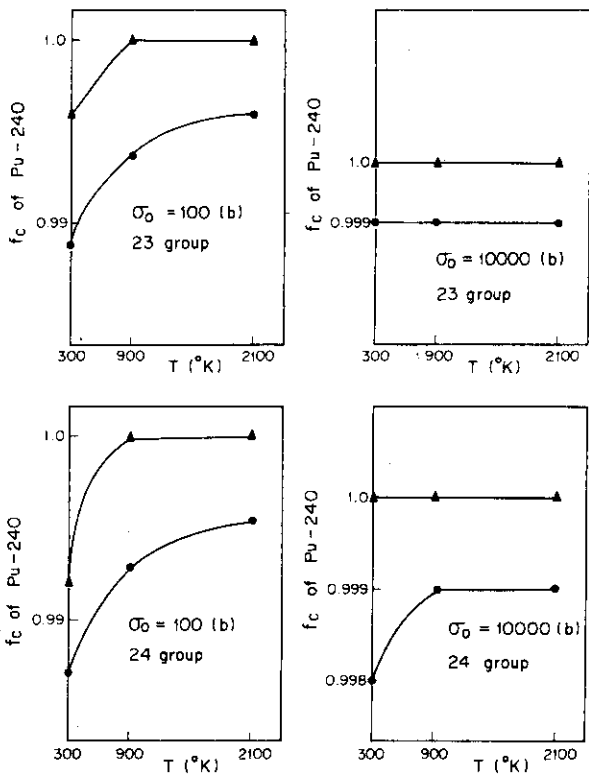 1.0
0.99
fc of Pu-240
σ0 = 100 (b)
23 group
300 900 2100
T (°K)
1.0
0.999
fc of Pu-240
σ0 = 10000 (b)
23 group
300 900 2100
T (°K)
1.0
0.99
fc of Pu-240
σ0 = 100 (b)
24 group
300 900 2100
T (°K)
1.0
0.999
0.998
fc of Pu-240
σ0 = 10000 (b)
24 group
300 900 2100
T (°K)